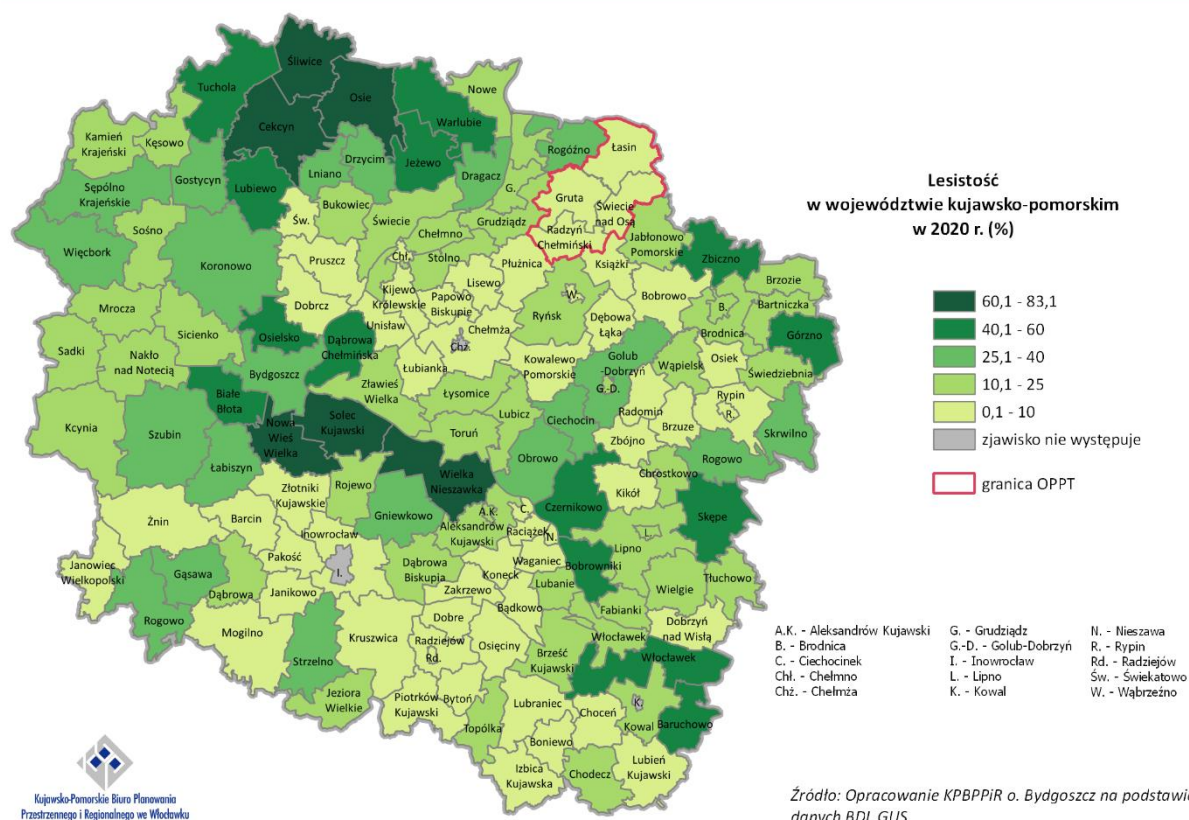 Śliwice
Tuchola
Osie
Nowe
Cekcyn
Warlubie
Kamień
Krajeński
Kęsowo
Rogóźno
Łasin
Drzycim
Jeżewo
Gostycyn
Lubiewo
Lniano
Dragacz
Sępólno
Krajeńskie
Bukowiec
G.
Gruta
Św.
Świecie
Grudziądz
Świecie
nad Osą
Sośno
Chełmno
Radzyń
Chełmiński
Więcbork
Koronowo
Pruszcz
Chł.
Stolno
Płużnica
Książki
Jabłonowo
Pomorskie
Zbiczno
Brzozie
Lisewo
Kijewo
Królewskie
Papowo
Biskupie
W.
Bobrowo
B.
Bartniczka
Mrocza
Dobrcz
Unisław
Chełmża
Ryńsk
Dębowa
Łąka
Brodnica
Górzno
Sicienko
Osielsko
Dąbrowa
Chełmińska
Chż.
Golub
-Dobrzyń
Osiek
Sadki
Nakło
nad Notecią
Bydgoszcz
Łubianka
Kowalewo
Pomorskie
Wąpielsk
Świedziebnia
G.-D.
Rypin
R.
Białe
Błota
Zławieś
Wielka
Łysomice
Kcynia
Solec
Kujawski
Lubicz
Ciechocin
Radomin
Brzuze
Szubin
Nowa
Wieś
Wielka
Toruń
Zbójno
Skrwilno
Łabiszyn
Wielka
Nieszawka
Obrowo
Rogowo
Złotniki
Kujawskie
Rojewo
Chrostkowo
Czernikowo
Kikół
Żnin
Barcin
Gniewkowo
A.K.
C.
Skępe
Inowrocław
Aleksandrów
Kujawski
Raciążek
N.
L.
Pakość
Lipno
Janowiec
Wielkopolski
Gąsawa
I.
Dąbrowa
Biskupia
Koneck
Waganiec
Bobrowniki
Tłuchowo
Dąbrowa
Janikowo
Zakrzewo
Lubanie
Wielgie
Rogowo
Bądkowo
Fabianki
Mogilno
Kruszwica
Dobre
Dobrzyń
nad Wisłą
Radziejów
Osięciny
Włocławek
Strzelno
Rd.
Brześć
Kujawski
Włocławek
Jeziora
Wielkie
Piotrków
Kujawski
Bytoń
Lubraniec
Choceń
K.
Topólka
Kowal
Baruchowo
Boniewo
Izbica
Kujawska
Chodecz
Lubień
Kujawski
Lesistość
w województwie kujawsko-pomorskim
w 2020 r. (%)
60,1 - 83,1
40,1 - 60
25,1 - 40
10,1 - 25
0,1 - 10
zjawisko nie występuje
granica OPPT
A.K. - Aleksandrów Kujawski
B. - Brodnica
C. - Ciechocinek
Chł. - Chełmno
Chż. - Chełmża
G. - Grudziądz
G.-D. - Golub-Dobrzyń
I. - Inowrocław
L. - Lipno
K. - Kowal
N. - Nieszawa
R. - Rypin
Rd. - Radziejów
Św. - Świekatowo
W. - Wąbrzeźno
Kujawsko-Pomorskie Biuro Planowania
Przestrzennego i Regionalnego we Włocławku
Źródło: Opracowanie KPBPPiR o. Bydgoszcz na podstawie
danych BDL GUS